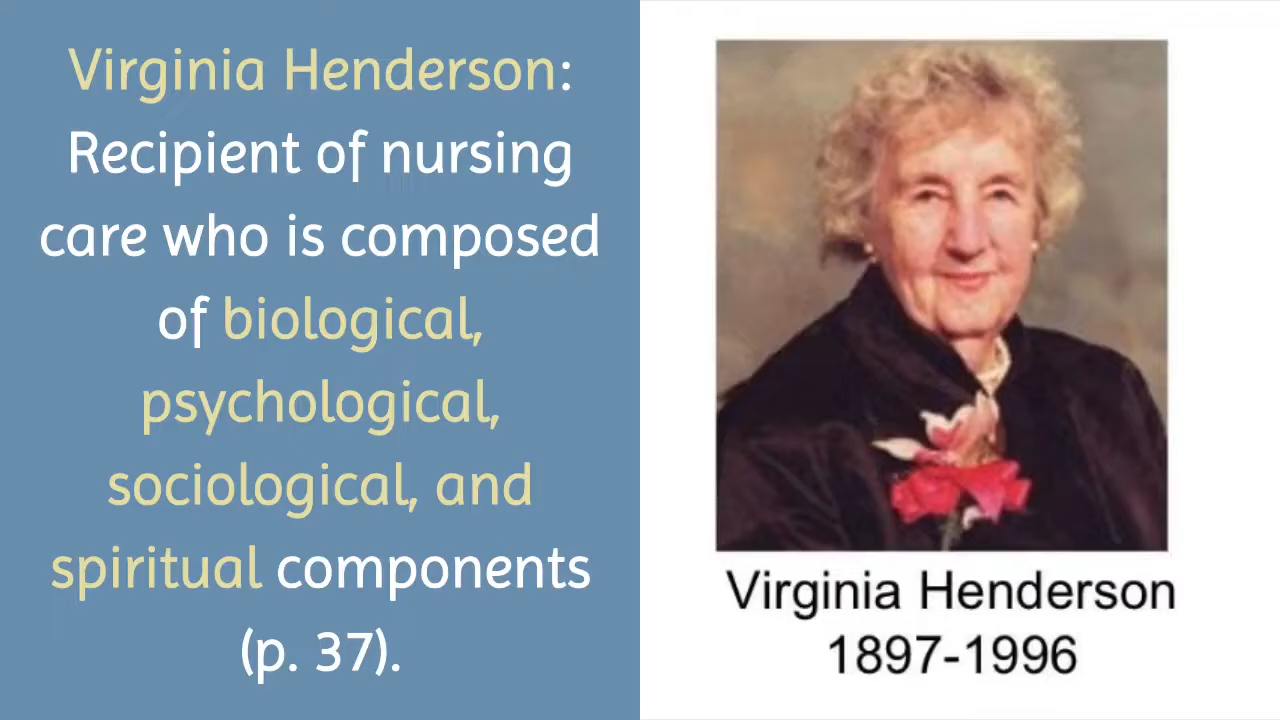 Virginia Henderson:
Recipient of nursing
care who is composed
of biological,
psychological,
sociological, and
spiritual components
(p. 37).
Virginia Henderson
1897-1996